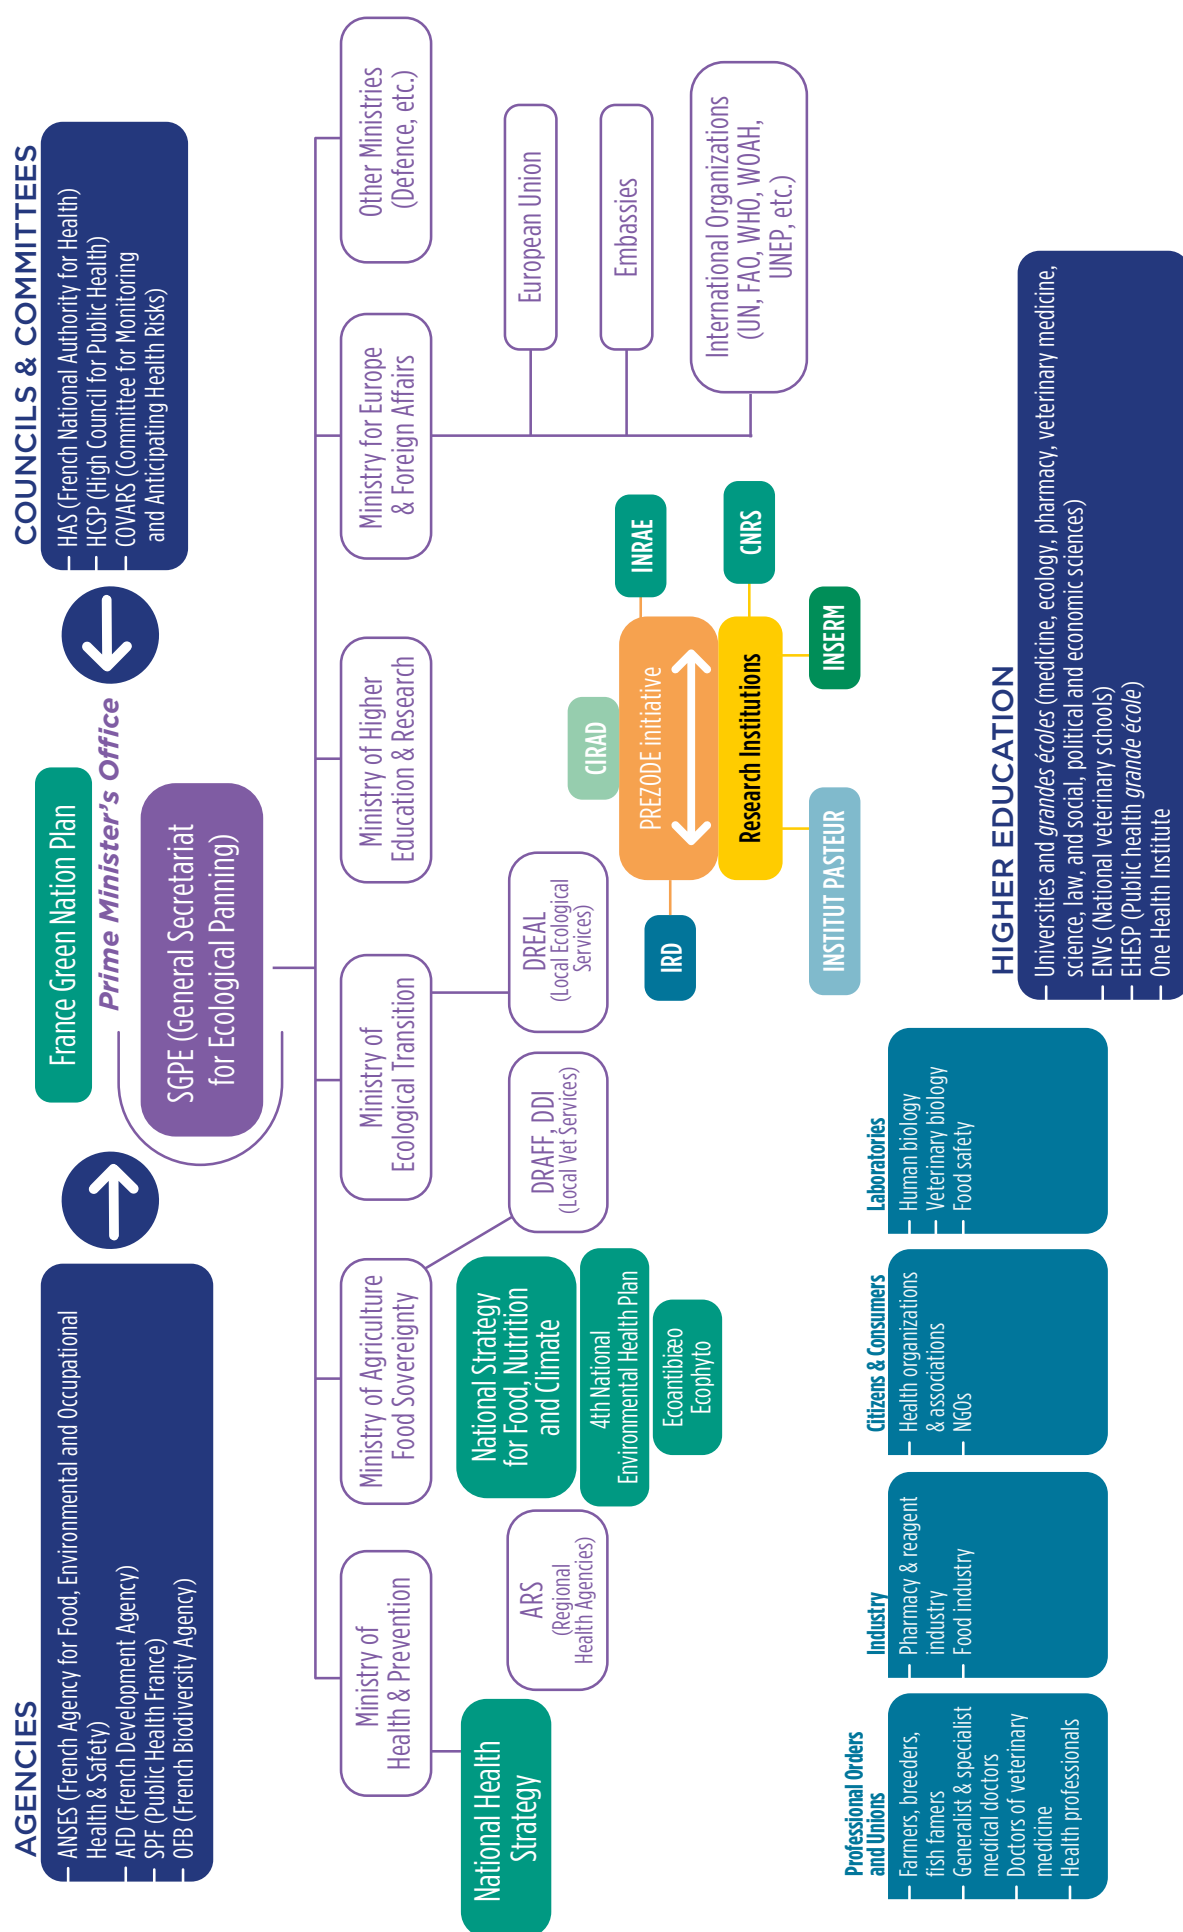 AGENCIES
ANSES (French Agency for Food, Environmental and Occupational
Health & Safety)
AFD (French Development Agency)
SPF (Public Health France)
OFB (French Biodiversity Agency)
France Green Nation Plan
Prime Minister's Office
SGPE (General Secretariat
for Ecological Panning)
COUNCILS & COMMITTEES
HAS (French National Authority for Health)
HCSP (High Council for Public Health)
COVARS (Committee for Monitoring
and Anticipating Health Risks)
Ministry of
Health & Prevention
Ministry of Agriculture
Food Sovereignty
Ministry of
Ecological Transition
Ministry of Higher
Education & Research
Ministry for Europe
& Foreign Affairs
Other Ministries
(Defence, etc.)
National Health
Strategy
ARS
(Regional
Health Agencies)
National Strategy
for Food, Nutrition
and Climate
4th National
Environmental Health Plan
Ecoantibiæo
Ecophyto
DRAFF, DDI
(Local Vet Services)
DREAL
(Local Ecological
Services)
CIRAD
IRD
PREZODE initiative
INRAE
Research Institutions
CNRS
INSTITUT PASTEUR
INSERM
European Union
Embassies
International Organizations
(UN, FAO, WHO, WOAH,
UNEP, etc.)
Professional Orders
and Unions
Farmers, breeders,
fish famers
Generalist & specialist
medical doctors
Doctors of veterinary
medicine
Health professionals
Industry
Pharmacy & reagent
industry
Food industry
Citizens & Consumers
Health organizations
& associations
NGOs
Laboratories
Human biology
Veterinary biology
Food safety
HIGHER EDUCATION
Universities and grandes écoles (medicine, ecology, pharmacy, veterinary medicine,
science, law, and social, political and economic sciences)
ENVs (National veterinary schools)
EHESP (Public health grande école)
One Health Institute